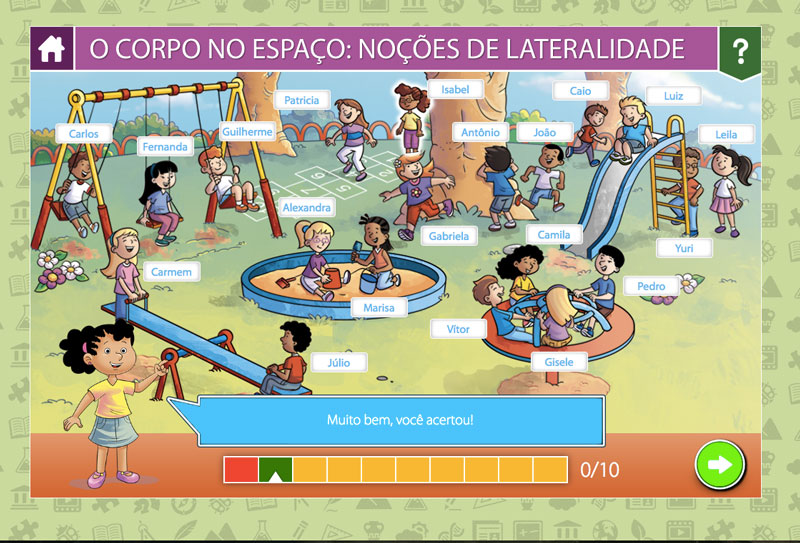 O CORPO NO ESPAÇO: NOÇÕES DE LATERALIDADE
?
Patricia
Isabel
Caio
Luiz
Carlos
Fernanda
Guilherme
Antônio
João
Leila
Alexandra
Gabriela
Camila
Yuri
Carmem
Marisa
Pedro
Vítor
Júlio
Gisele
Muito bem, você acertou!
0/10